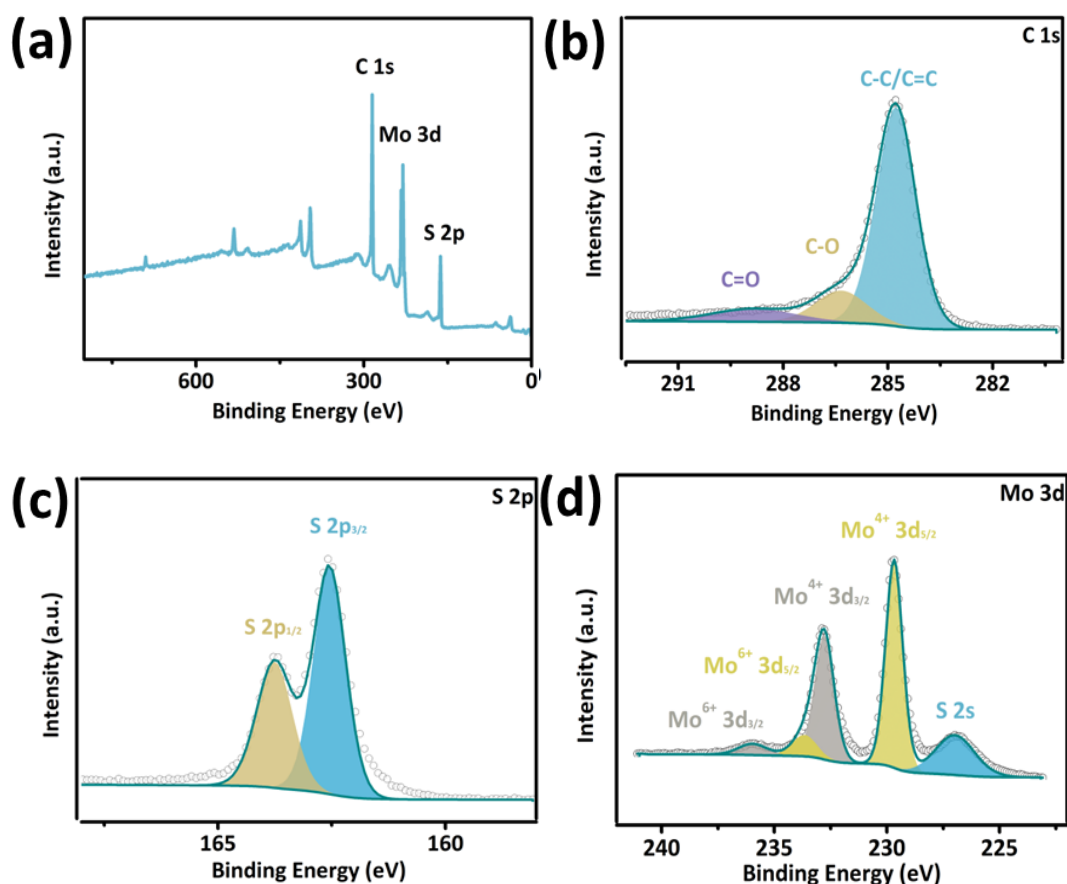 (a)
C 1s
Mo 3d
S 2p
Intensity (a.u.)
600
300
0
Binding Energy (eV)
(b)
C 1s
C-C/C=C
C-O
C=O
Intensity (a.u.)
291
288
285
282
Binding Energy (eV)
(c)
S 2p
S 2p3/2
S 2p1/2
Intensity (a.u.)
165
160
Binding Energy (eV)
(d)
Mo 3d
Mo4+ 3d5/2
Mo4+ 3d3/2
Mo6+ 3d5/2
Mo6+ 3d3/2
S 2s
Intensity (a.u.)
240
235
230
225
Binding Energy (eV)